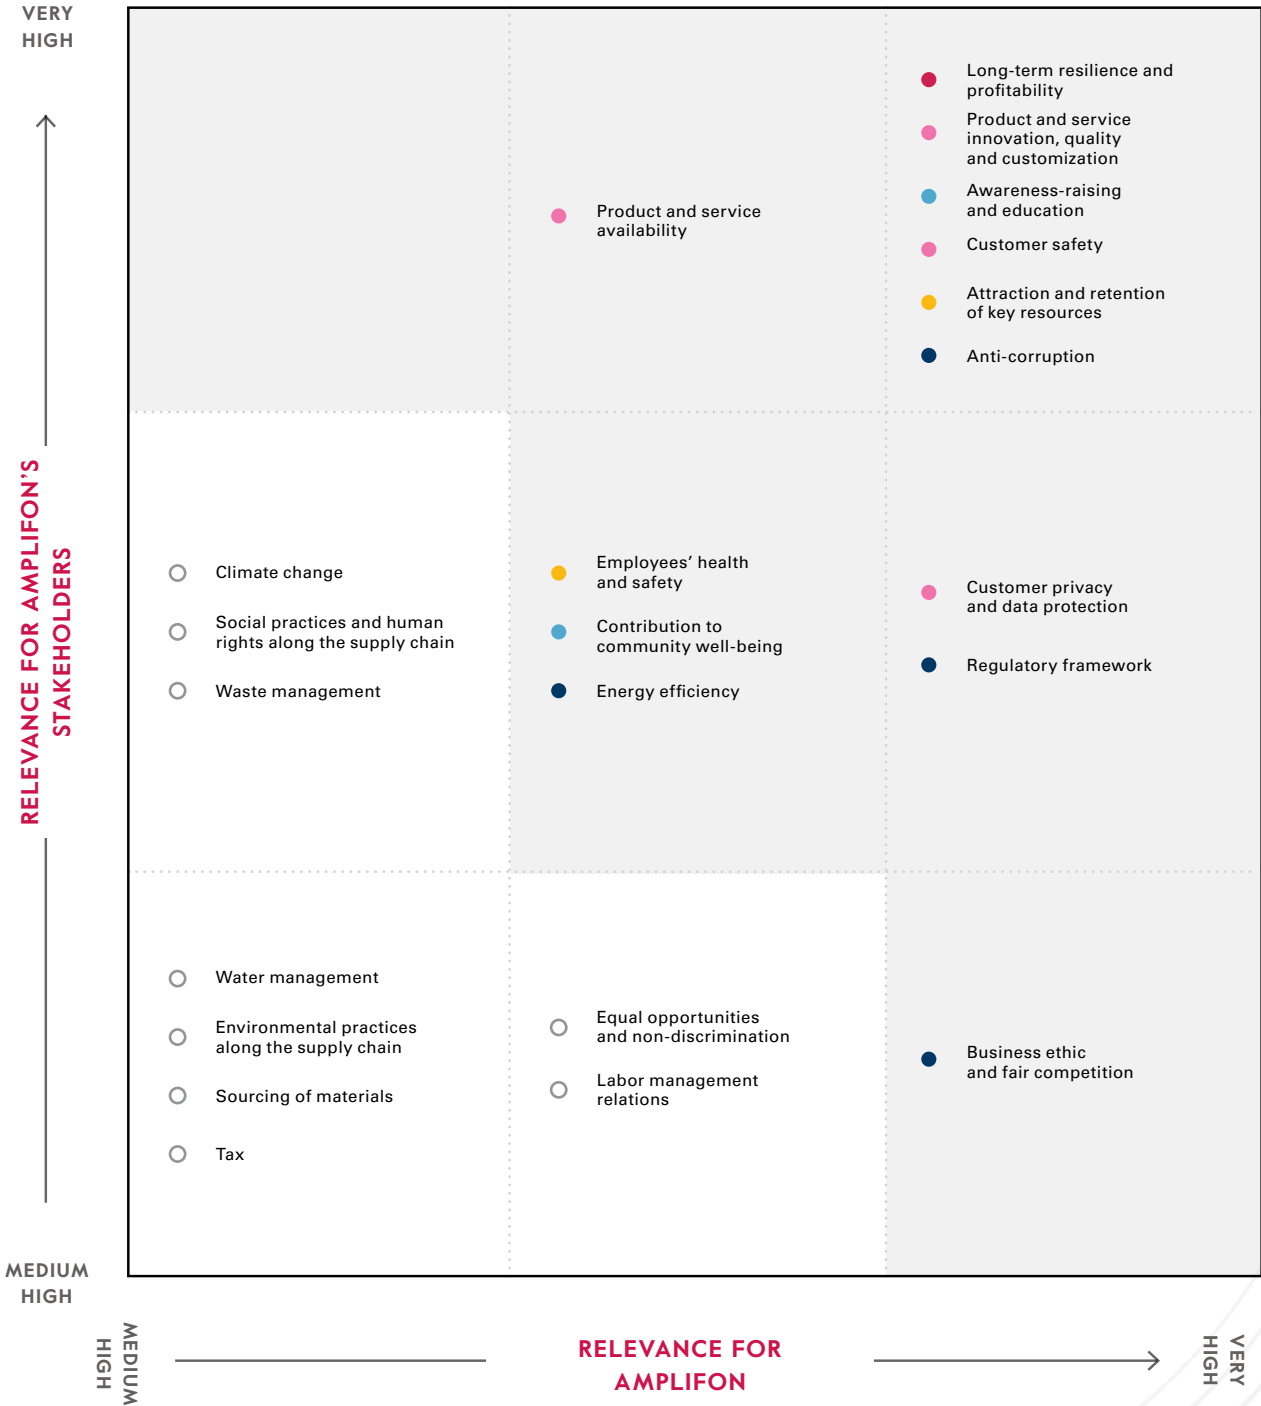 VERY
HIGH
RELEVANCE FOR AMPLIFON'S
STAKEHOLDERS
MEDIUM
HIGH
Product and service
availability
Long-term resilience and
profitability
Product and service
innovation, quality
and customization
Awareness-raising
and education
Customer safety
Attraction and retention
of key resources
Anti-corruption
Climate change
Social practices and human
rights along the supply chain
Waste management
Employees’ health
and safety
Contribution to
community well-being
Energy efficiency
Customer privacy
and data protection
Regulatory framework
Water management
Environmental practices
along the supply chain
Sourcing of materials
Tax
Equal opportunities
and non-discrimination
Labor management
relations
Business ethic
and fair competition
MEDIUM
HIGH
RELEVANCE FOR
AMPLIFON
VERY
HIGH